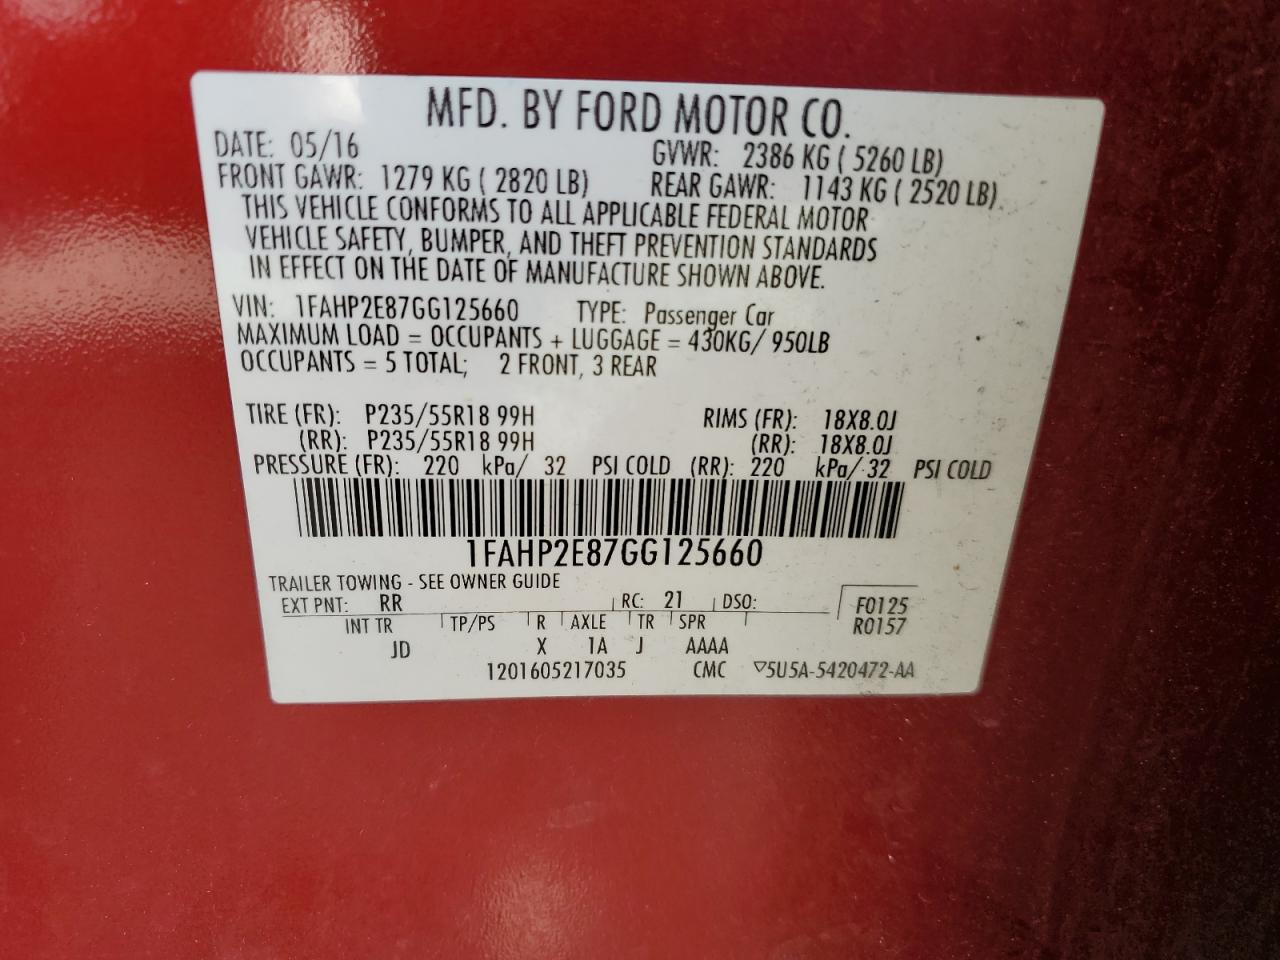 MFD. BY FORD MOTOR CO.
DATE: 05/16 GVWR: 2386 KG ( 5260 LB)
FRONT GAWR: 1279 KG ( 2820 LB) REAR GAWR: 1143 KG ( 2520 LB)
THIS VEHICLE CONFORMS TO ALL APPLICABLE FEDERAL MOTOR
VEHICLE SAFETY, BUMPER, AND THEFT PREVENTION STANDARDS
IN EFFECT ON THE DATE OF MANUFACTURE SHOWN ABOVE.
VIN: 1FAHP2E87GG125660 TYPE: Passenger Car
MAXIMUM LOAD = OCCUPANTS + LUGGAGE = 430KG/ 950LB
OCCUPANTS = 5 TOTAL; 2 FRONT, 3 REAR
TIRE (FR): P235/55R18 99H RIMS (FR): 18X8.0J
(RR): P235/55R18 99H (RR): 18X8.0J
PRESSURE (FR): 220 kPa/ 32 PSI COLD (RR): 220 kPa/ 32 PSI COLD
1FAHP2E87GG125660
TRAILER TOWING - SEE OWNER GUIDE
EXT PNT: RR RC: 21 DSO: F0125
INT TR TP/PS R AXLE TR SPR R0157
JD X 1A J AAAA
1201605217035 CMC ▽5U5A-5420472-AA